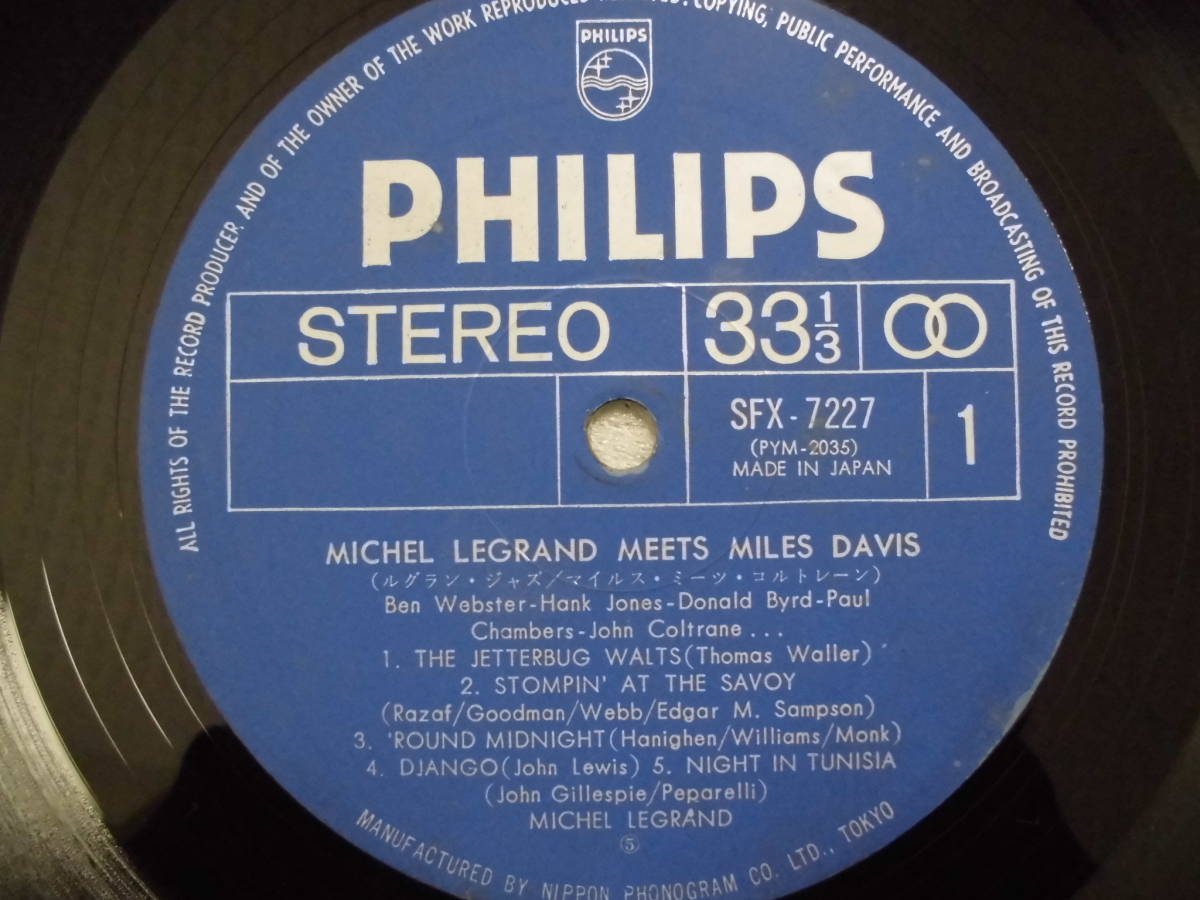 ALL RIGHTS OF THE RECORD PRODUCER AND OF THE OWNER OF THE WORK REPRODUCED COPYING, PUBLIC PERFORMANCE AND BROADCASTING OF THIS RECORD PROHIBITED
PHILIPS
PHILIPS
STEREO
33 1/3
SFX-7227
(PYM-2035)
MADE IN JAPAN
1
MICHEL LEGRAND MEETS MILES DAVIS
(ルグラン・ジャズ/マイルス・ミーツ・コルトレーン)
Ben Webster-Hank Jones-Donald Byrd-Paul
Chambers-John Coltrane...
1. THE JETTERBUG WALTS(Thomas Waller)
2. STOMPIN' AT THE SAVOY
(Razaf/Goodman/Webb/Edgar M. Sampson)
3. 'ROUND MIDNIGHT(Hanighen/Williams/Monk)
4. DJANGO(John Lewis) 5. NIGHT IN TUNISIA
(John Gillespie/Peparelli)
MICHEL LEGRAND
⑤
MANUFACTURED BY NIPPON PHONOGRAM CO. LTD., TOKYO